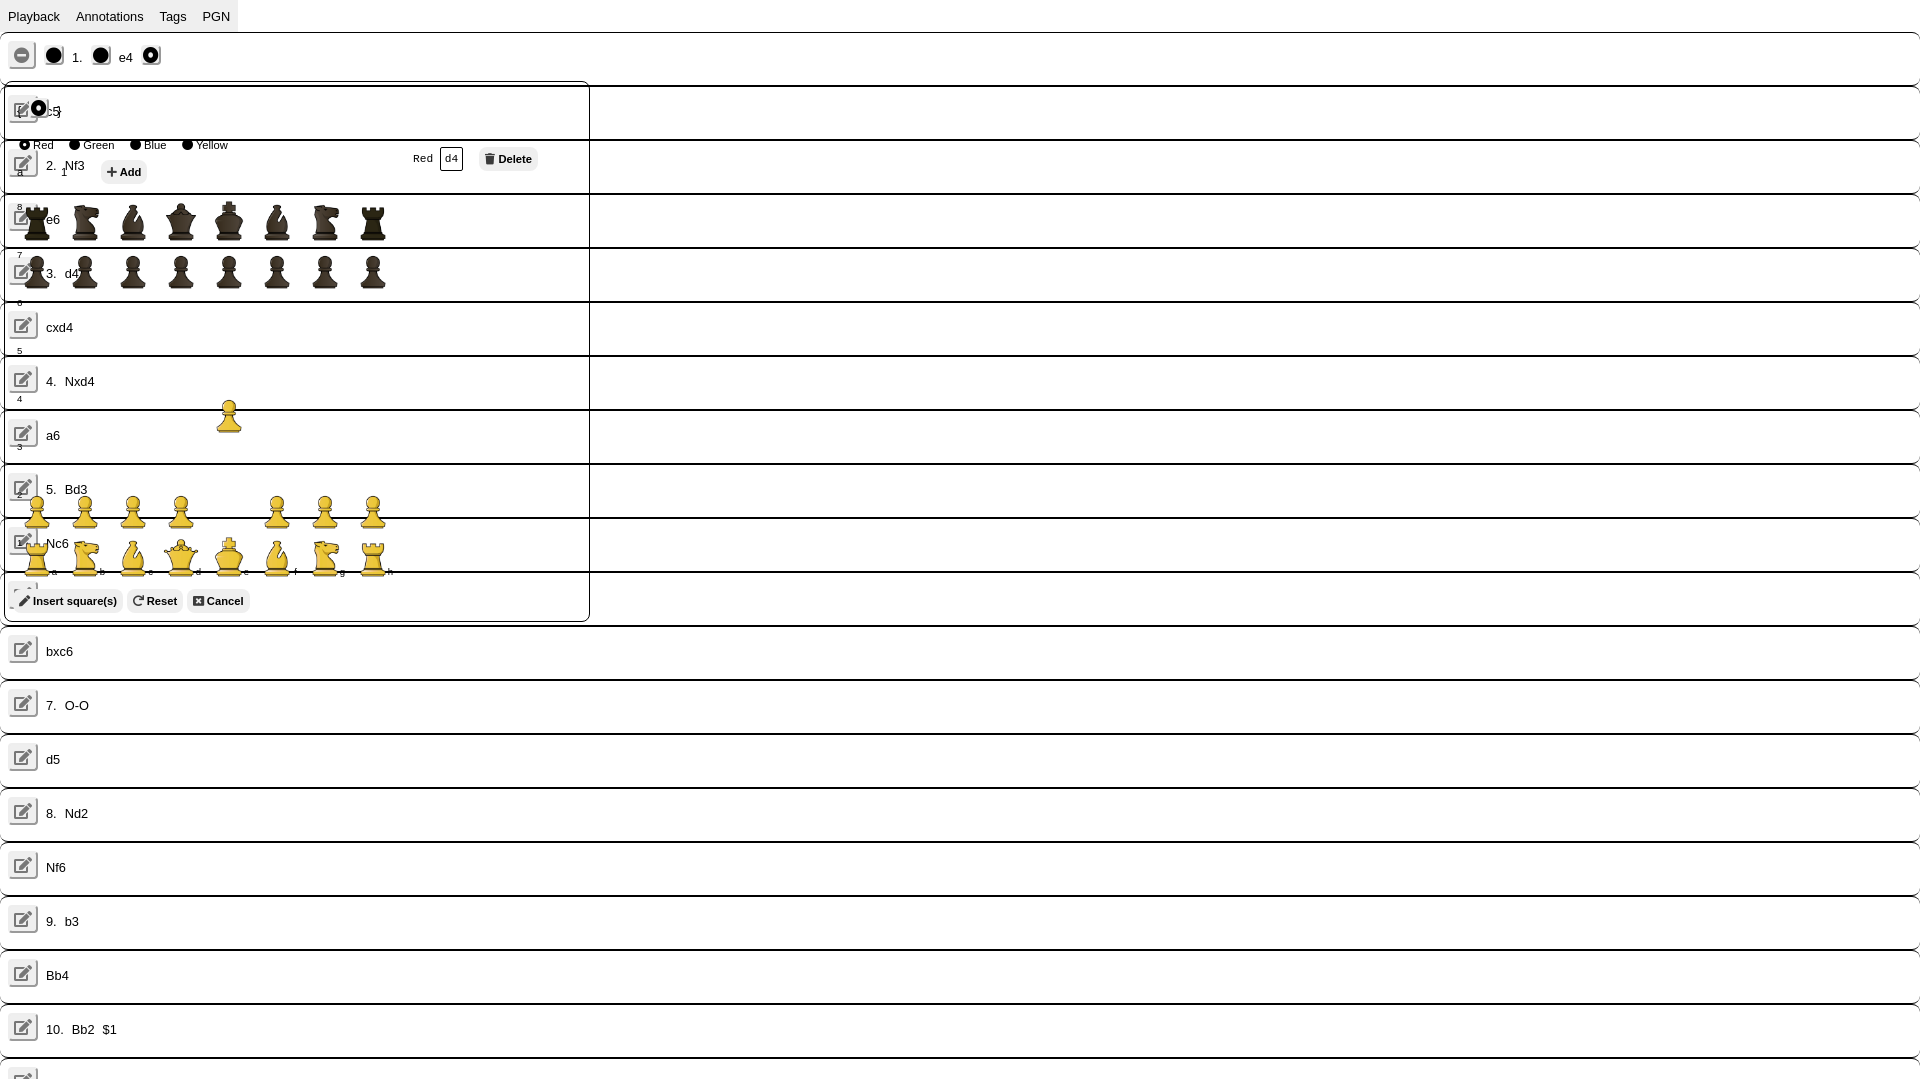 Playback Annotations Tags PGN
1. e4
{ } c5
Red Green Blue Yellow
Red d4 Delete
2. Nf3
a 1 Add
8
e6
7
3. d4
6
cxd4
5
4. Nxd4
4
a6
3
5. Bd3
2
Nc6
1
a b c d e f g h
Insert square(s) Reset Cancel
bxc6
7. O-O
d5
8. Nd2
Nf6
9. b3
Bb4
10. Bb2 $1